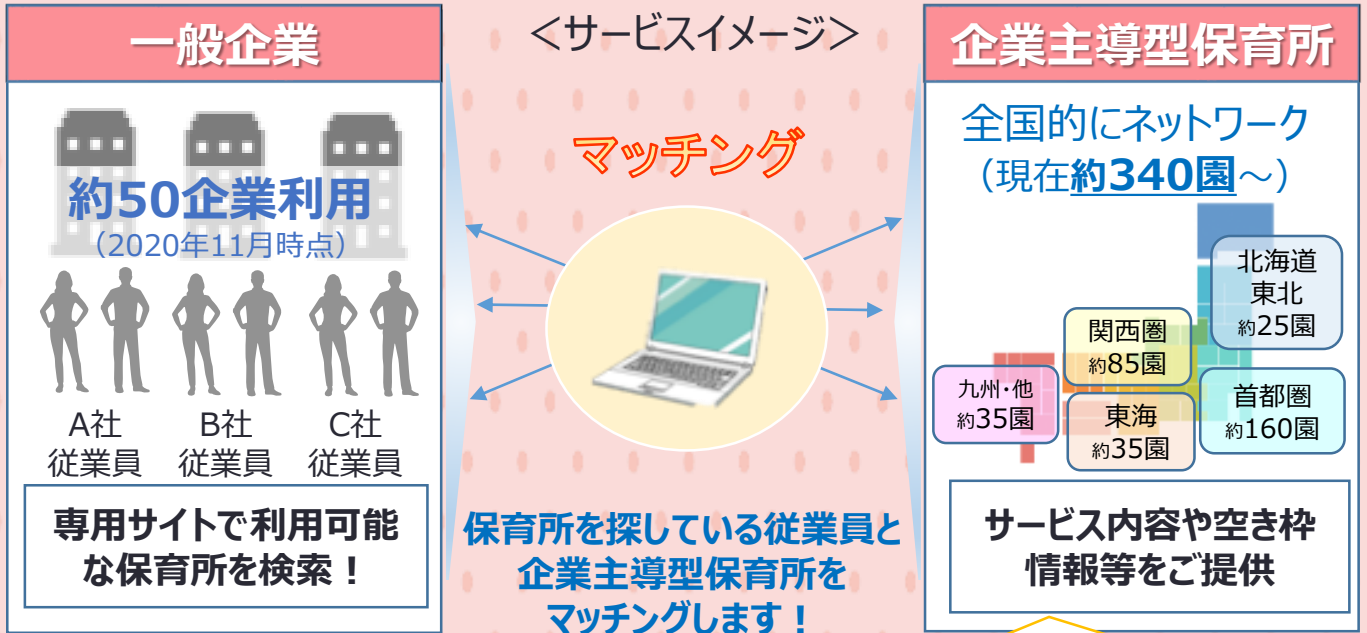 一般企業
約50企業利用
（2020年11月時点）
A社
従業員
B社
従業員
C社
従業員
専用サイトで利用可能
な保育所を検索！
＜サービスイメージ＞
マッチング
保育所を探している従業員と
企業主導型保育所を
マッチングします！
企業主導型保育所
全国的にネットワーク
（現在約340園～）
北海道
東北
約25園
関西圏
約85園
九州・他
約35園
東海
約35園
首都圏
約160園
サービス内容や空き枠
情報等をご提供